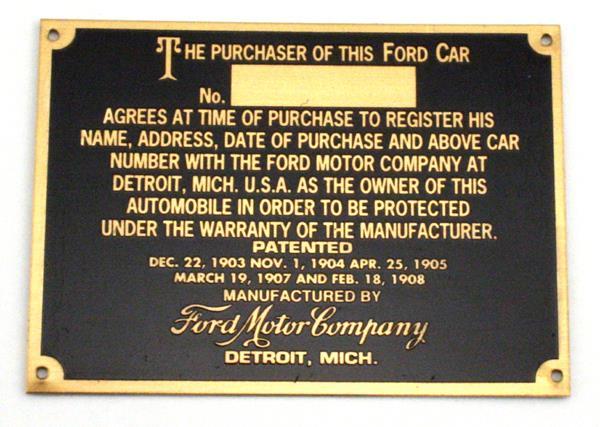 THE PURCHASER OF THIS FORD CAR
No.
AGREES AT TIME OF PURCHASE TO REGISTER HIS
NAME, ADDRESS, DATE OF PURCHASE AND ABOVE CAR
NUMBER WITH THE FORD MOTOR COMPANY AT
DETROIT, MICH. U.S.A. AS THE OWNER OF THIS
AUTOMOBILE IN ORDER TO BE PROTECTED
UNDER THE WARRANTY OF THE MANUFACTURER.
PATENTED
DEC. 22, 1903 NOV. 1, 1904 APR. 25, 1905
MARCH 19, 1907 AND FEB. 18, 1908
MANUFACTURED BY
Ford Motor Company
DETROIT, MICH.